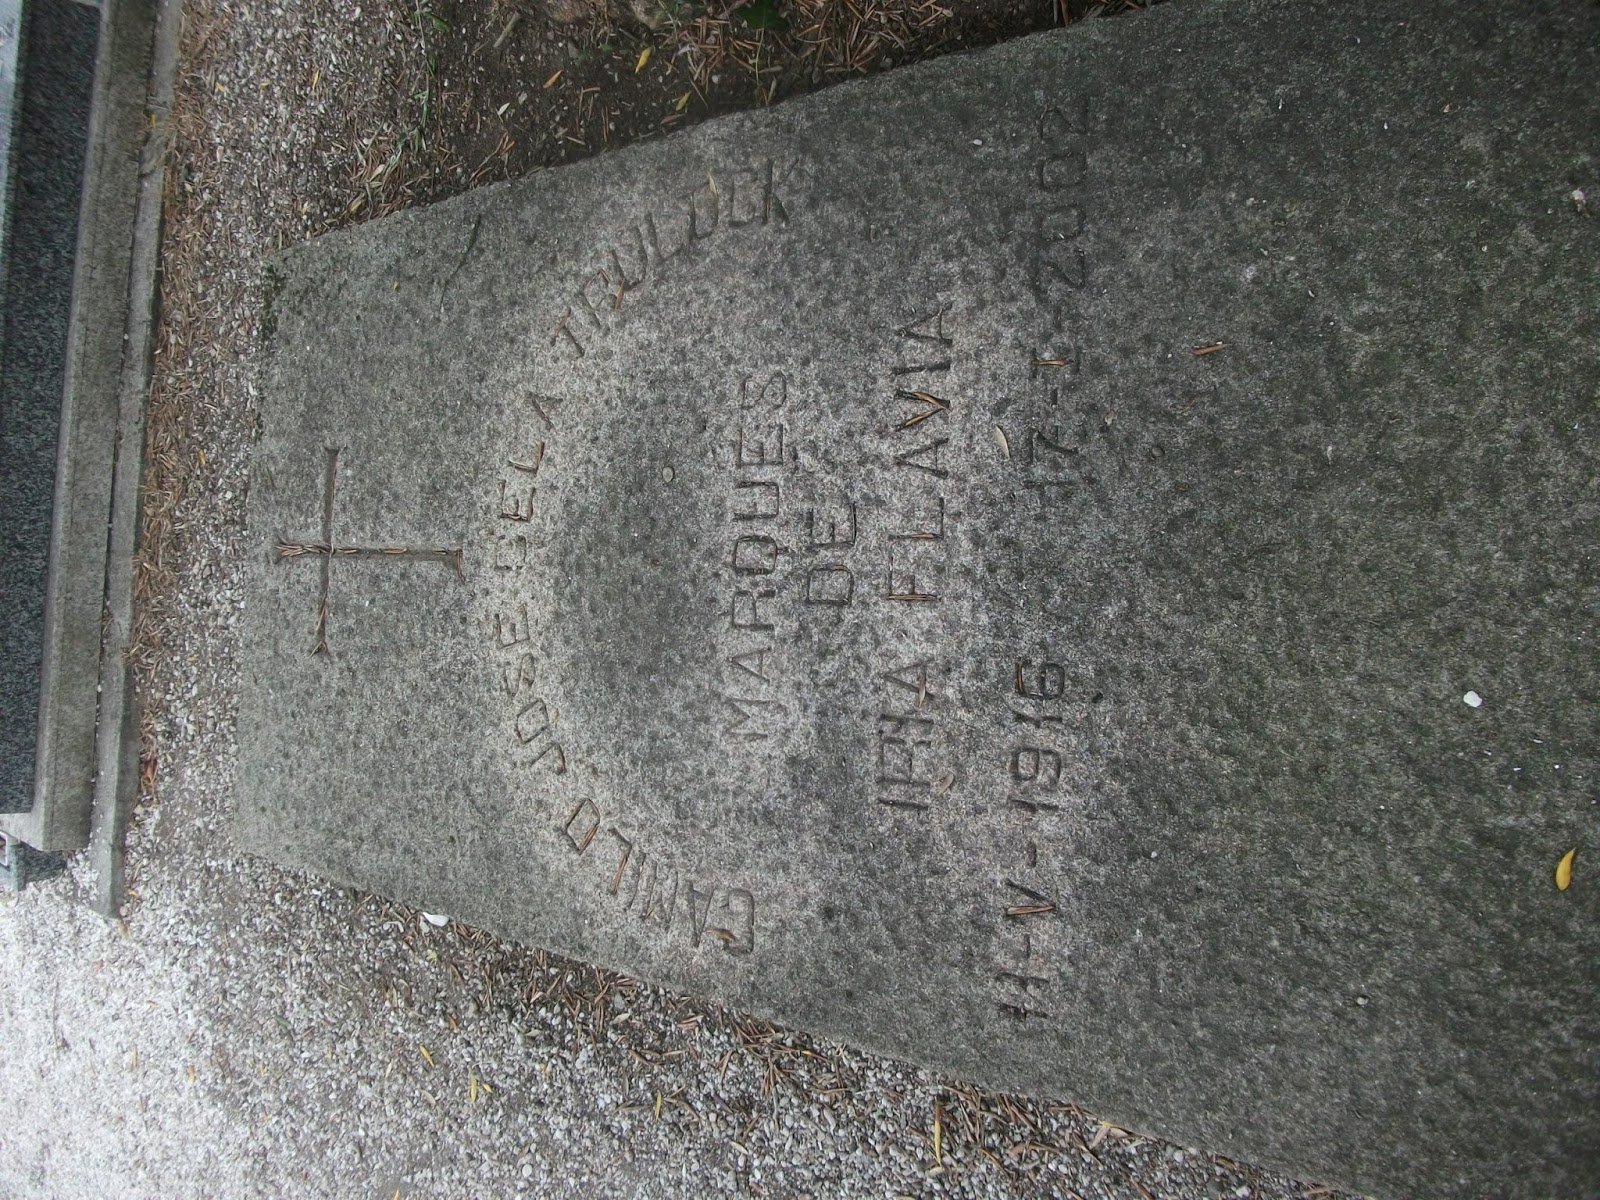 CAMILO JOSE CELA TRULOCK
MARQUES
DE
IRIA FLAVIA
11-V-1916 17-I-2002